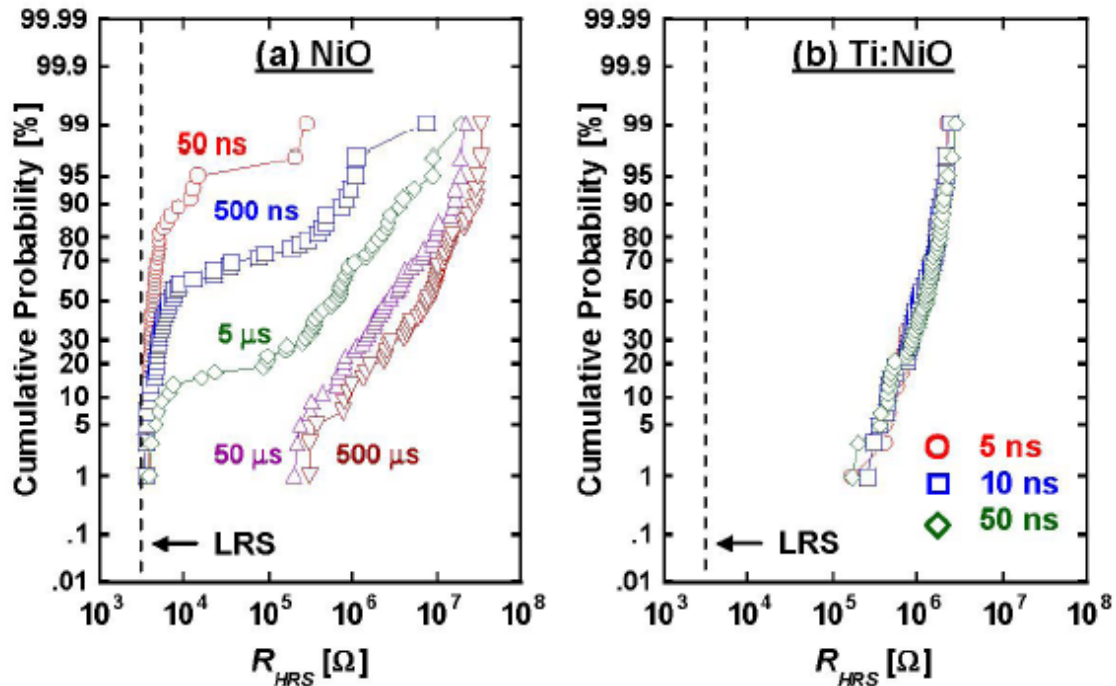 (a) NiO
Cumulative Probability [%]
99.99
99.9
99
95
90
80
70
50
30
20
10
5
1
.1
.01
50 ns
500 ns
5 µs
50 µs
500 µs
LRS
10³ 10⁴ 10⁵ 10⁶ 10⁷ 10⁸
R_HRS [Ω]
(b) Ti:NiO
Cumulative Probability [%]
99.99
99.9
99
95
90
80
70
50
30
20
10
5
1
.1
.01
5 ns
10 ns
50 ns
LRS
10³ 10⁴ 10⁵ 10⁶ 10⁷ 10⁸
R_HRS [Ω]